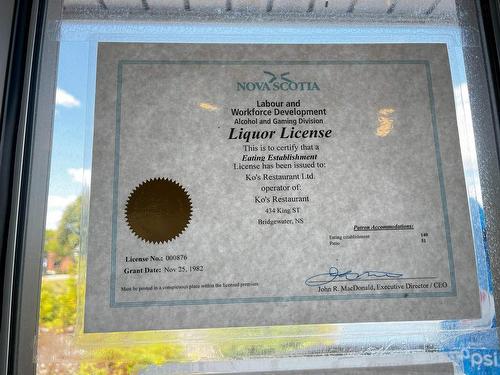 NOVA SCOTIA
Labour and
Workforce Development
Alcohol and Gaming Division
Liquor License
This is to certify that a
Eating Establishment
License has been issued to:
Ko's Restaurant Ltd.
operator of:
Ko's Restaurant
434 King ST
Bridgewater, NS
Patron Accommodations:
Eating establishment 140
Patio 51
License No.: 000876
Grant Date: Nov 25, 1982
Must be posted in a conspicuous place within the licensed premises
John R. MacDonald, Executive Director / CEO
pepsi